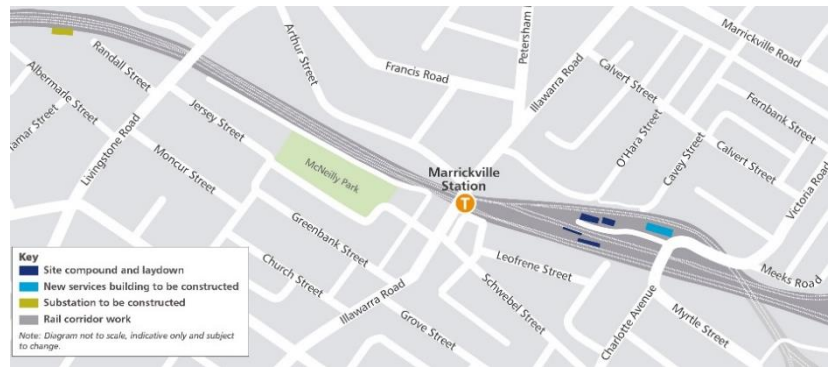 Marrickville Road
Petersham
Illawarra Road
Calvert Street
Arthur Street
Francis Road
Randall Street
Albermarle Street
Fernbank Street
O'Hara Street
Cavey Street
Calvert Street
Victoria Road
Street
Livingstone Road
Jersey Street
Moncur Street
McNeilly Park
Marrickville
Station
T
Greenbank Street
Church Street
Leofrene Street
Schwebel Street
Meeks Road
Illawarra Road
Grove Street
Charlotte Avenue
Myrtle Street
Key
Site compound and laydown
New services building to be constructed
Substation to be constructed
Rail corridor work
Note: Diagram not to scale, indicative only and subject
to change.